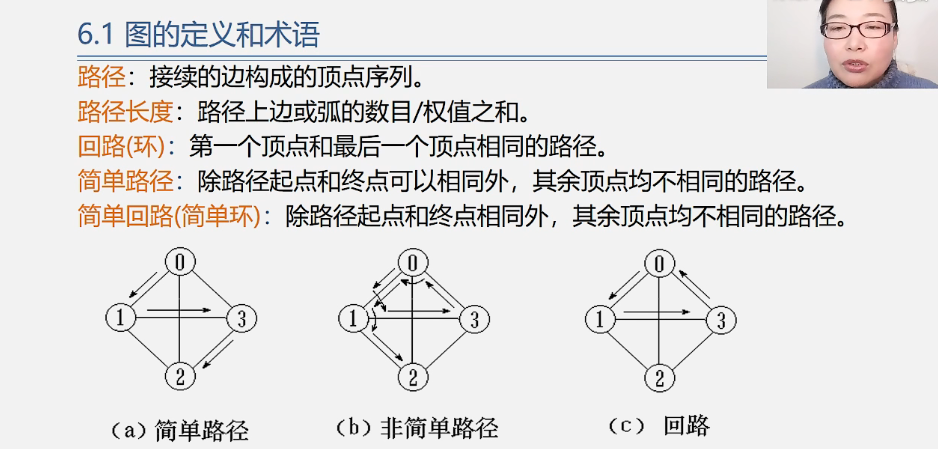 6.1 图的定义和术语
路径：接续的边构成的顶点序列。
路径长度：路径上边或弧的数目/权值之和。
回路(环)：第一个顶点和最后一个顶点相同的路径。
简单路径：除路径起点和终点可以相同外，其余顶点均不相同的路径。
简单回路(简单环)：除路径起点和终点相同外，其余顶点均不相同的路径。
0 0 0
1 3 1 3 1 3
2 2 2
（a）简单路径 （b）非简单路径 （c） 回路